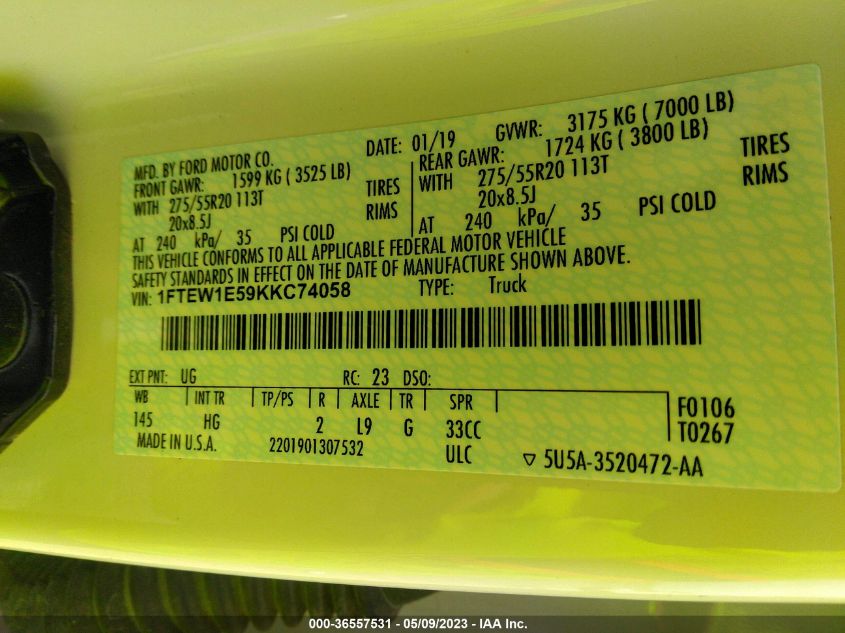 MFD. BY FORD MOTOR CO.
DATE: 01/19 GVWR: 3175 KG ( 7000 LB)
FRONT GAWR: 1599 KG ( 3525 LB)
REAR GAWR: 1724 KG ( 3800 LB)
WITH 275/55R20 113T TIRES
WITH 275/55R20 113T TIRES
20x8.5J RIMS
20x8.5J RIMS
AT 240 kPa/ 35 PSI COLD
AT 240 kPa/ 35 PSI COLD
THIS VEHICLE CONFORMS TO ALL APPLICABLE FEDERAL MOTOR VEHICLE
SAFETY STANDARDS IN EFFECT ON THE DATE OF MANUFACTURE SHOWN ABOVE.
VIN: 1FTEW1E59KKC74058 TYPE: Truck
EXT PNT: UG RC: 23 DSO:
WB INT TR TP/PS R AXLE TR SPR
145 HG 2 L9 G 33CC
F0106
T0267
MADE IN U.S.A. 2201901307532 ULC
▽ 5U5A-3520472-AA
000-36557531 - 05/09/2023 - IAA Inc.